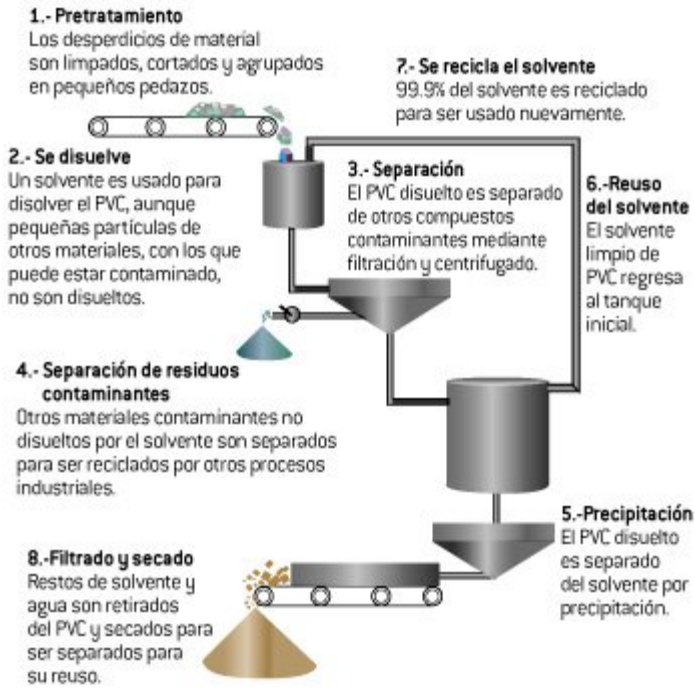 1.- Pretratamiento
Los desperdicios de material
son limpados, cortados y agrupados
en pequeños pedazos.
2.- Se disuelve
Un solvente es usado para
disolver el PVC, aunque
pequeñas partículas de
otros materiales, con los que
puede estar contaminado,
no son disueltos.
3.- Separación
El PVC disuelto es separado
de otros compuestos
contaminantes mediante
filtración y centrifugado.
4.- Separación de residuos
contaminantes
Otros materiales contaminantes no
disueltos por el solvente son separados
para ser reciclados por otros procesos
industriales.
5.-Precipitación
El PVC disuelto
es separado
del solvente por
precipitación.
6.-Reuso
del solvente
El solvente
limpio de
PVC regresa
al tanque
inicial.
7.- Se recicla el solvente
99.9% del solvente es reciclado
para ser usado nuevamente.
8.-Filtrado y secado
Restos de solvente y
agua son retirados
del PVC y secados para
ser separados para
su reuso.